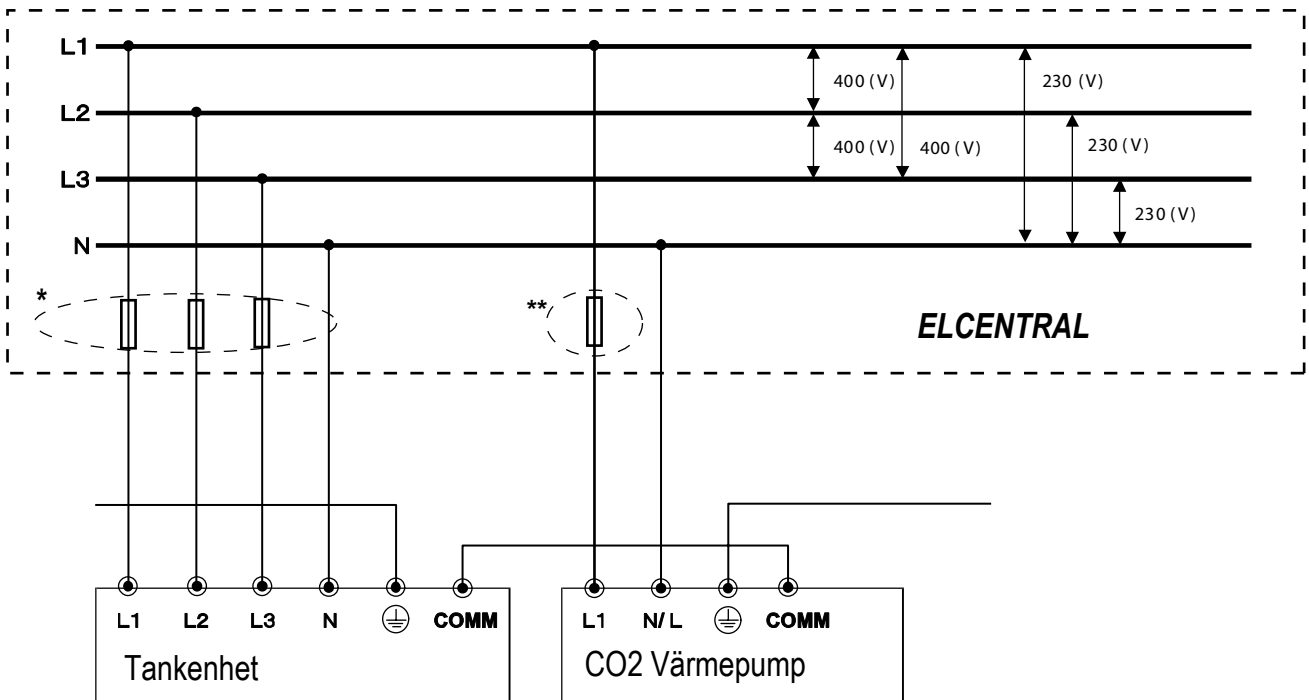 L1
400 (V)
230 (V)
L2
400 (V)
400 (V)
230 (V)
L3
230 (V)
N
*
**
ELCENTRAL
L1 L2 L3 N COMM
L1 N/L COMM
Tankenhet
CO2 Värmepump